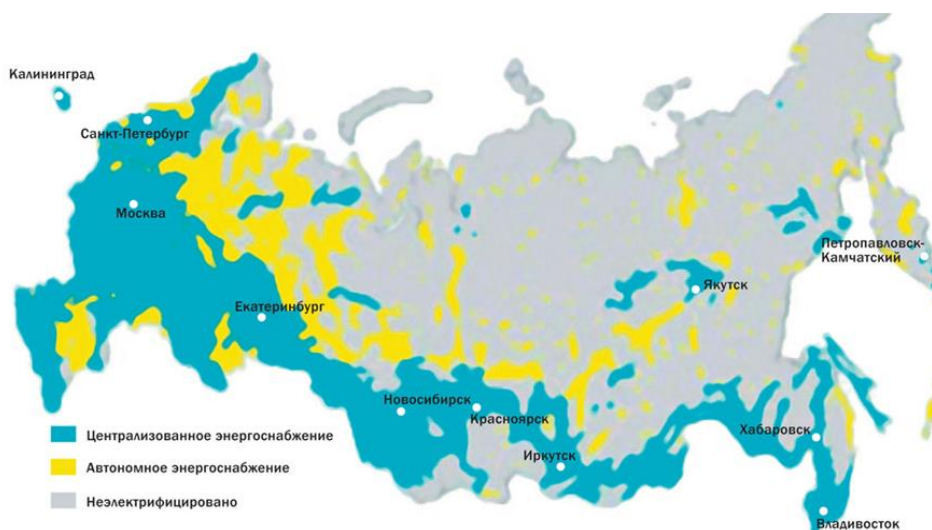 Калининград
Санкт-Петербург
Москва
Петропавловск-
Камчатский
Якутск
Екатеринбург
Новосибирск
Красноярск
Хабаровск
Иркутск
Владивосток
Централизованное энергоснабжение
Автономное энергоснабжение
Неэлектрифицировано